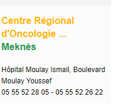 Centre Régional
d'Oncologie ...
Meknès
Hôpital Moulay Ismail, Boulevard
Moulay Youssef
05 55 52 28 05 - 05 55 52 26 22